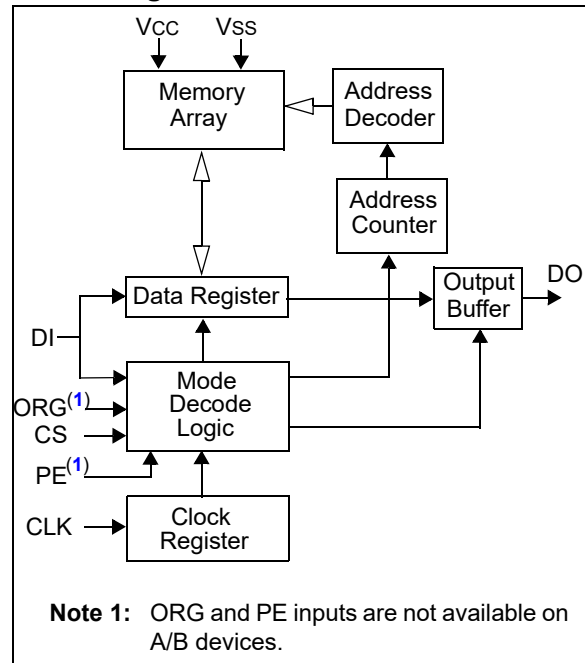 VCC VSS
Memory
Array
Address
Decoder
Address
Counter
Data Register
Output
Buffer
DO
DI
Mode
Decode
Logic
ORG(1)
CS
PE(1)
CLK
Clock
Register
Note 1: ORG and PE inputs are not available on
A/B devices.